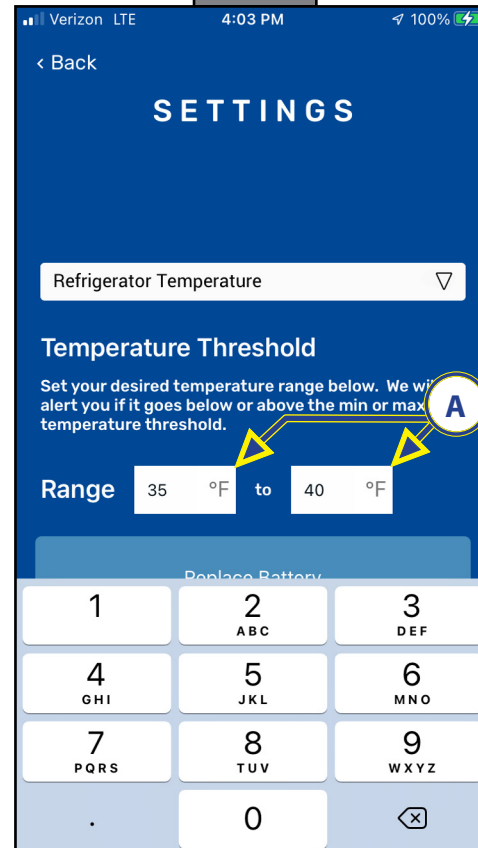 Verizon LTE 4:03 PM 100%
< Back
SETTINGS
Refrigerator Temperature
Temperature Threshold
Set your desired temperature range below. We
alert you if it goes below or above the min or max
temperature threshold.
A
Range 35 °F to 40 °F
Replace Battery
1 2 3
ABC DEF
4 5 6
GHI JKL MNO
7 8 9
PQRS TUV WXYZ
. 0